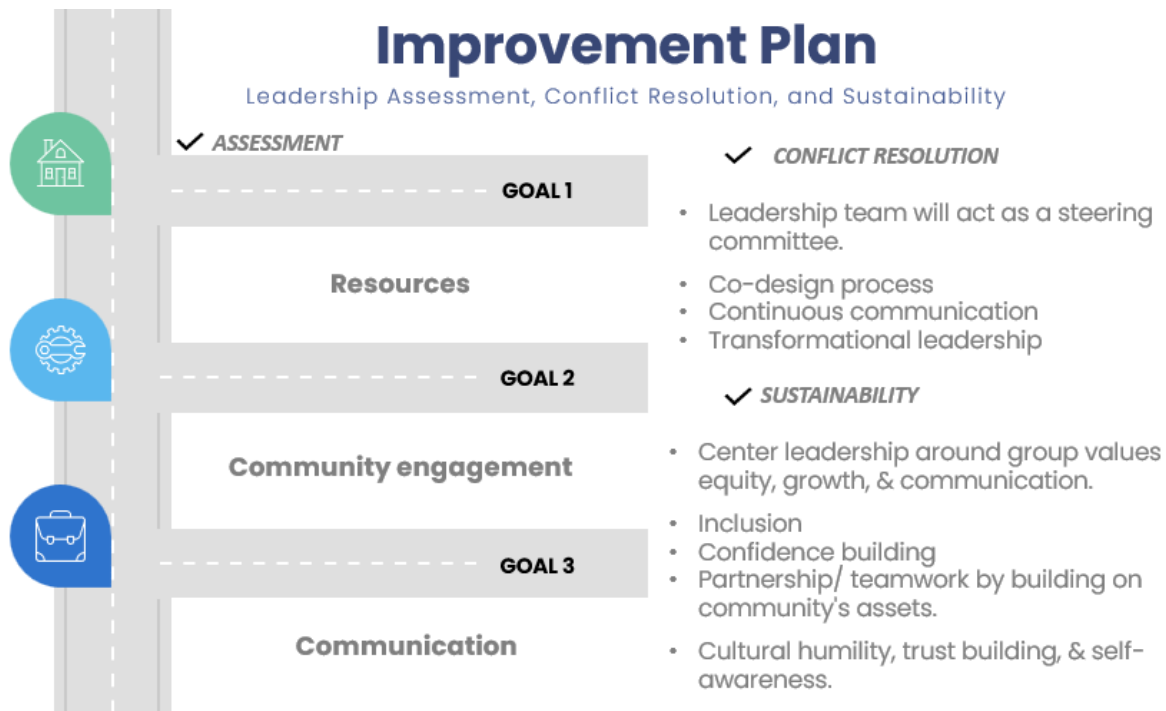 Improvement Plan
Leadership Assessment, Conflict Resolution, and Sustainability
ASSESSMENT
GOAL 1
Resources
GOAL 2
Community engagement
GOAL 3
Communication
CONFLICT RESOLUTION
• Leadership team will act as a steering
committee.
• Co-design process
• Continuous communication
• Transformational leadership
SUSTAINABILITY
• Center leadership around group values
equity, growth, & communication.
• Inclusion
• Confidence building
• Partnership/ teamwork by building on
community's assets.
• Cultural humility, trust building, & self-
awareness.